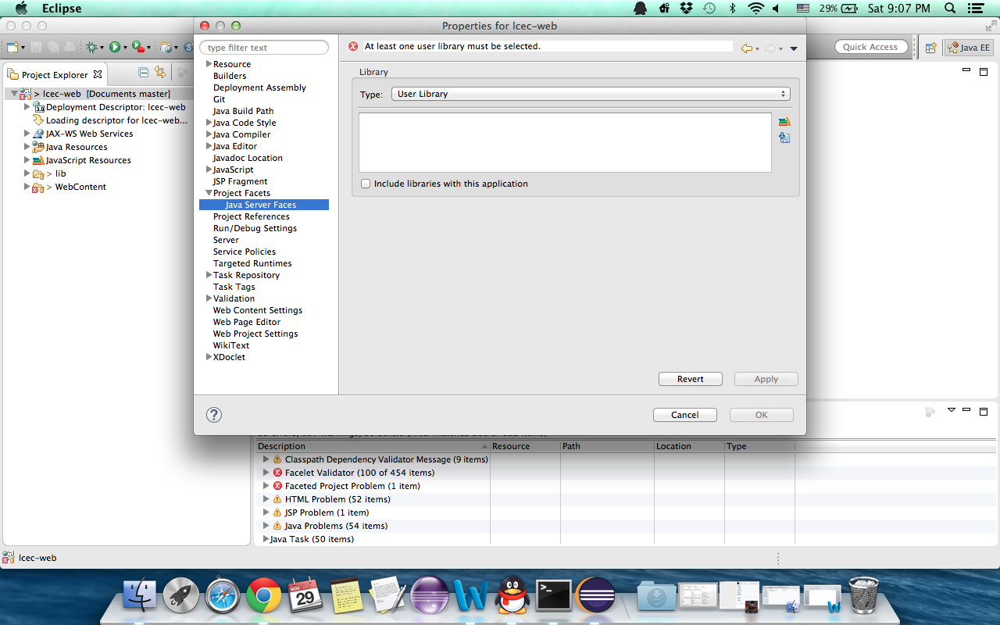 Eclipse
29%
Sat 9:07 PM
Properties for lcec-web
Quick Access
Java EE
Project Explorer
> lcec-web [Documents master]
Deployment Descriptor: lcec-web
3.0
Loading descriptor for lcec-web...
JAX-WS Web Services
Java Resources
JavaScript Resources
> lib
> WebContent
type filter text
Resource
Builders
Deployment Assembly
Git
Java Build Path
Java Code Style
Java Compiler
Java Editor
Javadoc Location
JavaScript
JSP Fragment
Project Facets
Java Server Faces
Project References
Run/Debug Settings
Server
Service Policies
Targeted Runtimes
Task Repository
Task Tags
Validation
Web Content Settings
Web Page Editor
Web Project Settings
WikiText
XDoclet
At least one user library must be selected.
Library
Type:
User Library
Include libraries with this application
Revert
Apply
Cancel
OK
Description
Resource
Path
Location
Type
Classpath Dependency Validator Message (9 items)
Facelet Validator (100 of 454 items)
Faceted Project Problem (1 item)
HTML Problem (52 items)
JSP Problem (1 item)
Java Problems (54 items)
Java Task (50 items)
lcec-web
NOV
29